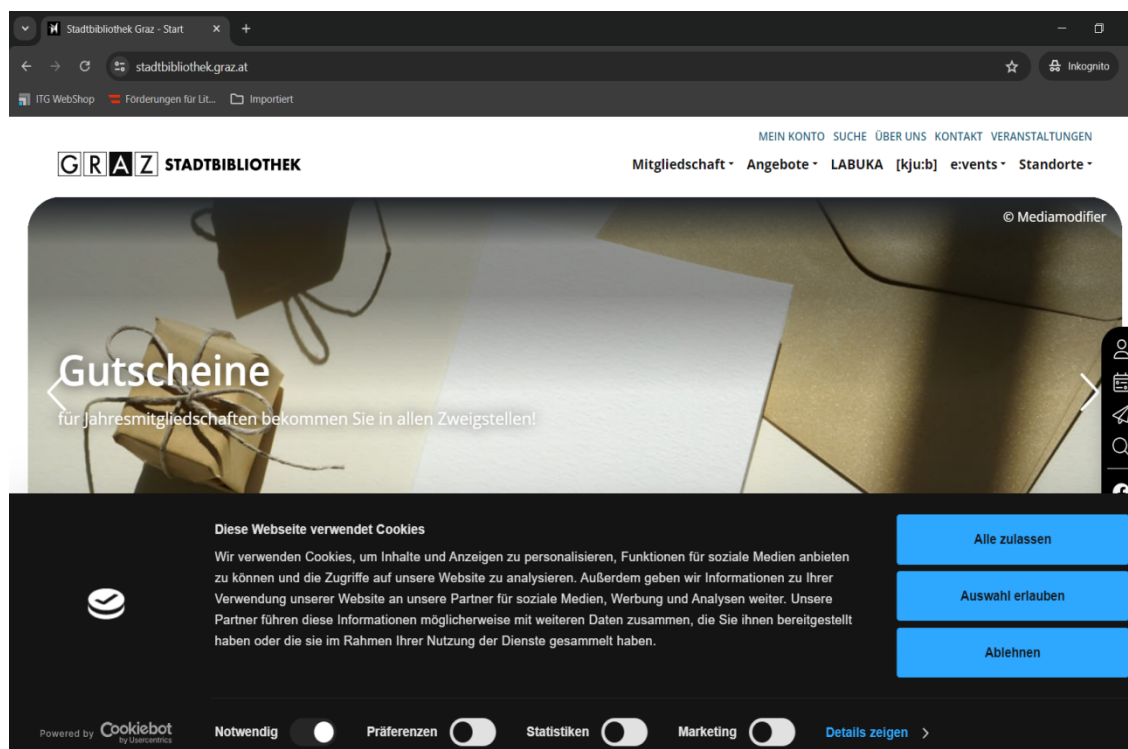 Stadtbibliothek Graz - Start
stadtbibliothek.graz.at
Inkognito
ITG WebShop Förderungen für Lit... Importiert
MEIN KONTO SUCHE ÜBER UNS KONTAKT VERANSTALTUNGEN
GRAZ STADTBIBLIOTHEK
Mitgliedschaft Angebote LABUKA [kju:b] e:vents Standorte
© Mediamodifier
Gutscheine
für Jahresmitgliedschaften bekommen Sie in allen Zweigstellen!
Diese Webseite verwendet Cookies
Wir verwenden Cookies, um Inhalte und Anzeigen zu personalisieren, Funktionen für soziale Medien anbieten
zu können und die Zugriffe auf unsere Website zu analysieren. Außerdem geben wir Informationen zu Ihrer
Verwendung unserer Website an unsere Partner für soziale Medien, Werbung und Analysen weiter. Unsere
Partner führen diese Informationen möglicherweise mit weiteren Daten zusammen, die Sie ihnen bereitgestellt
haben oder die sie im Rahmen Ihrer Nutzung der Dienste gesammelt haben.
Alle zulassen
Auswahl erlauben
Ablehnen
Powered by Cookiebot
by Usercentrics
Notwendig Präferenzen Statistiken Marketing Details zeigen